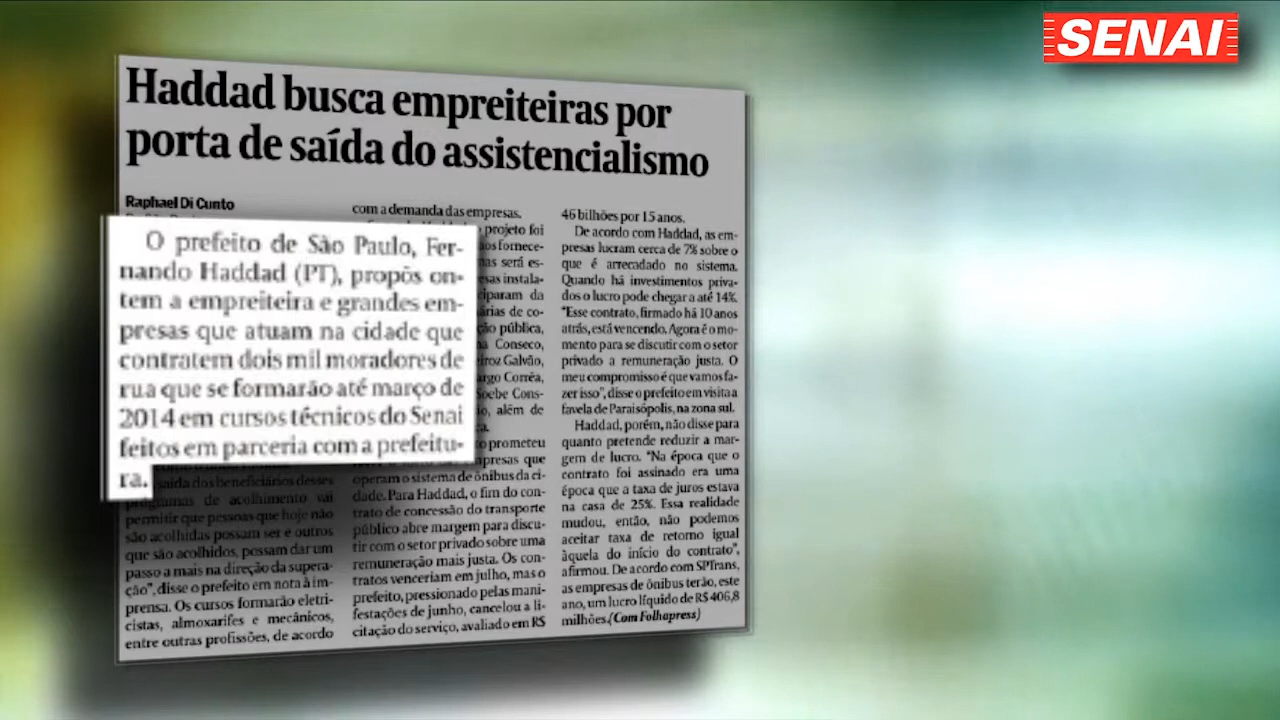 SENAI
Haddad busca empreiteiras por
porta de saída do assistencialismo
Raphael Di Cunto
O prefeito de São Paulo, Fer-
nando Haddad (PT), propôs on-
tem a empreiteira e grandes em-
presas que atuam na cidade que
contratem dois mil moradores de
rua que se formarão até março de
2014 em cursos técnicos do Senai
feitos em parceria com a prefeitu-
ra.
saída dos beneficiários desses
programas de acolhimento vai
permitir que pessoas que hoje não
são acolhidas possam ser e outros
que são acolhidos, possam dar um
passo a mais na direção da supera-
ção", disse o prefeito em nota à im-
prensa. Os cursos formarão eletri-
cistas, almoxarifes e mecânicos,
entre outras profissões, de acordo
com a demanda das empresas.
projeto foi
fornece-
será es-
instala-
ciparam da
de co-
ção pública,
Conseco,
Galvão,
Corrêa,
Soebe Cons-
além de
prometeu
empresas que
operam o sistema de ônibus da ci-
dade. Para Haddad, o fim do con-
trato de concessão do transporte
público abre margem para discu-
tir com o setor privado sobre uma
remuneração mais justa. Os con-
tratos venceriam em julho, mas o
prefeito, pressionado pelas mani-
festações de junho, cancelou a li-
citação do serviço, avaliado em R$
46 bilhões por 15 anos.
De acordo com Haddad, as em-
presas lucram cerca de 7% sobre o
que é arrecadado no sistema.
Quando há investimentos priva-
dos o lucro pode chegar a até 14%.
"Esse contrato, firmado há 10 anos
atrás, está vencendo. Agora é o mo-
mento para se discutir com o setor
privado a remuneração justa. O
meu compromisso é que vamos fa-
zer isso", disse o prefeito em visita a
favela de Paraisópolis, na zona sul.
Haddad, porém, não disse para
quanto pretende reduzir a mar-
gem de lucro. "Na época que o
contrato foi assinado era uma
época que a taxa de juros estava
na casa de 25%. Essa realidade
mudou, então, não podemos
aceitar taxa de retorno igual
àquela do início do contrato",
afirmou. De acordo com SPTrans,
as empresas de ônibus terão, este
ano, um lucro líquido de R$ 406,8
milhões.(Com Folhapress)